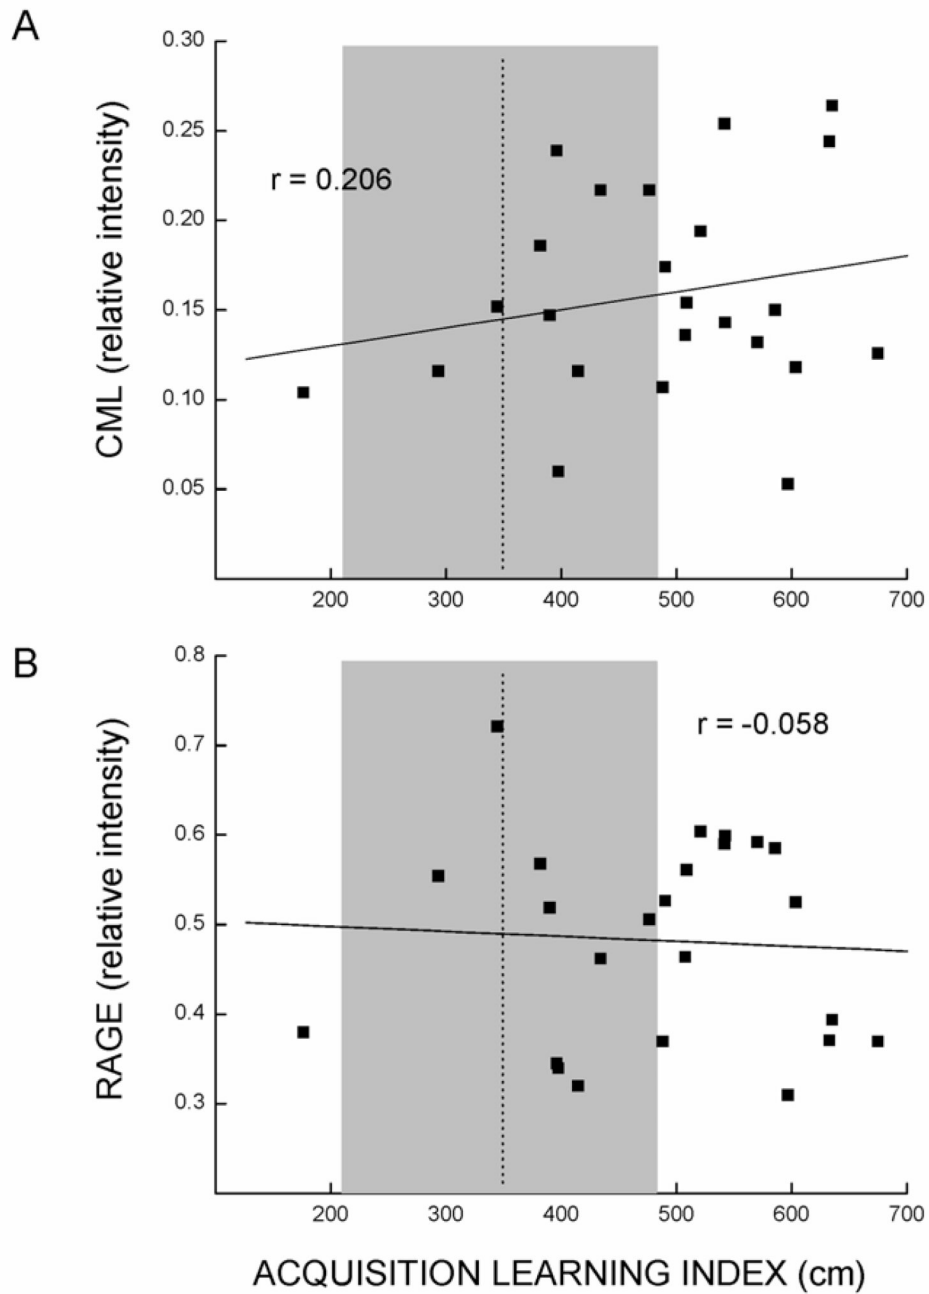 A
CML (relative intensity)
0.30
0.25
0.20
0.15
0.10
0.05
r = 0.206
200 300 400 500 600 700
B
RAGE (relative intensity)
0.8
0.7
0.6
0.5
0.4
0.3
r = -0.058
200 300 400 500 600 700
ACQUISITION LEARNING INDEX (cm)